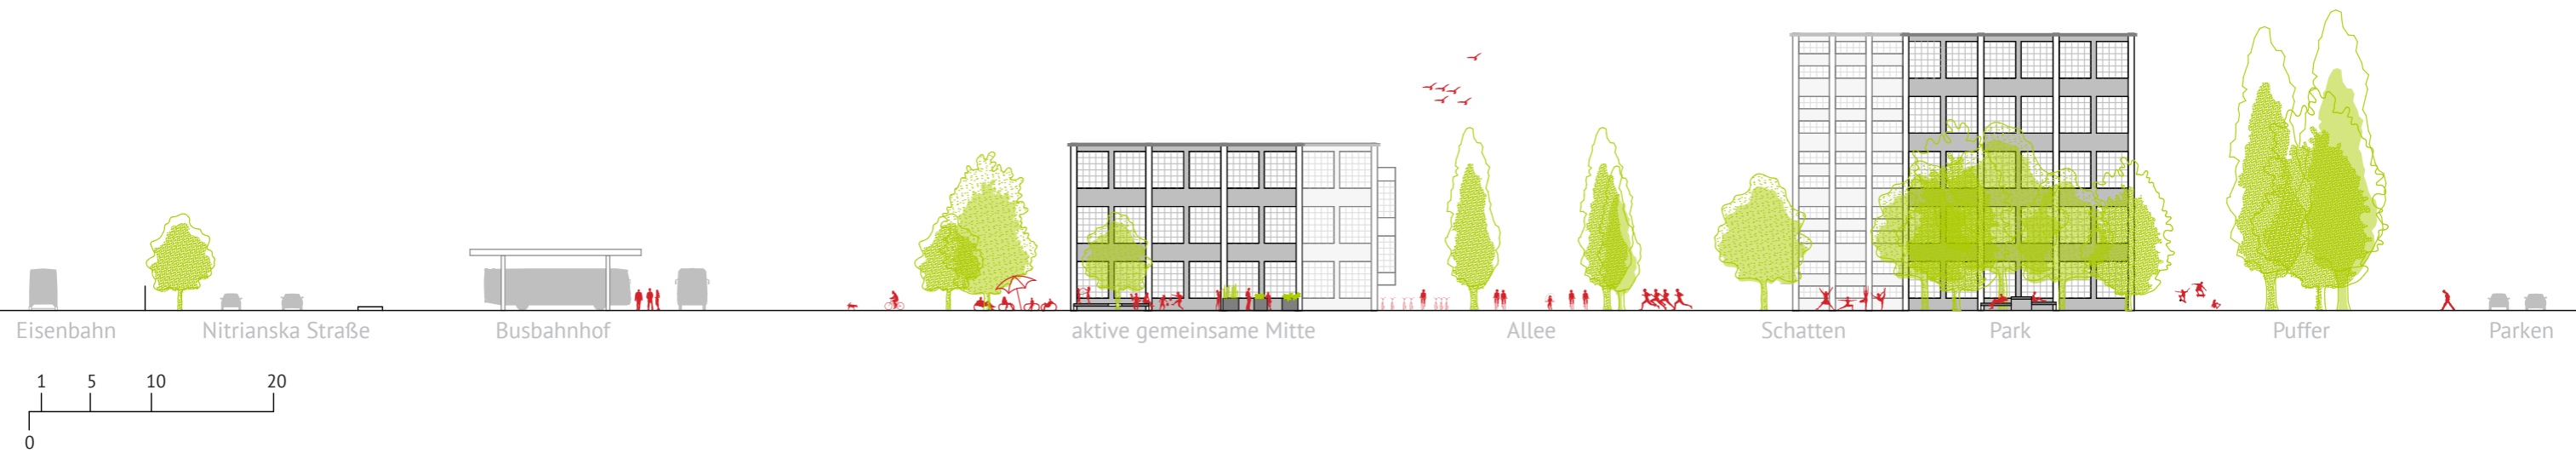 Eisenbahn Nitrianska Straße Busbahnhof aktive gemeinsame Mitte Allee Schatten Park Puffer Parken
1 5 10 20
0